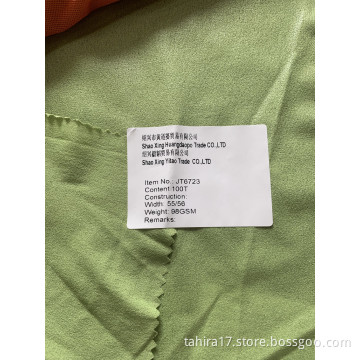 Shao Xing Huangdaopo Trade CO.,LTD
Shao Xing Yitao Trade CO.,LTD
Item No.: JT6723
Content:100T
Construction:
Width: 55/56
Weight: 98GSM
Remarks:
tahira17.store.bossgoo.com